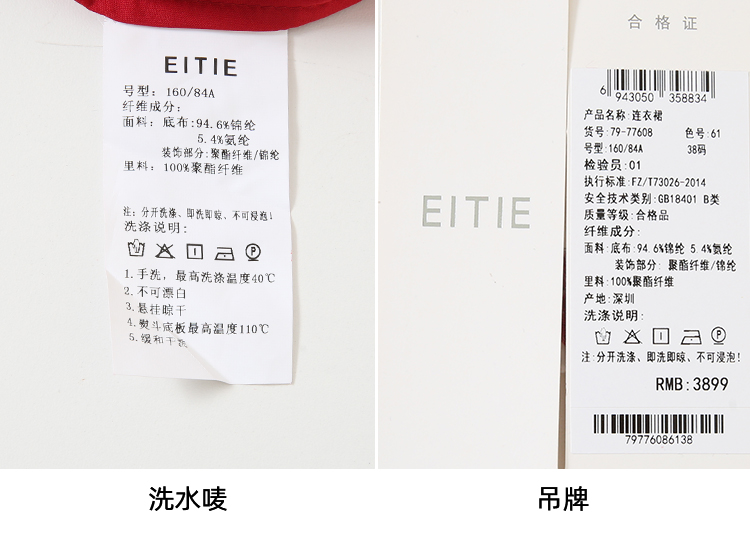 EITIE
号型: 160/84A
纤维成分:
面料: 底布:94.6%锦纶
5.4%氨纶
装饰部分:聚酯纤维/锦纶
里料: 100%聚酯纤维
注: 分开洗涤、即洗即晾、不可浸泡!
洗涤说明:
1.手洗, 最高洗涤温度40℃
2.不可漂白
3.悬挂晾干
4.熨斗底板最高温度110℃
5.缓和干洗
洗水唛
EITIE
合格证
6 943050 358834
产品名称:连衣裙
货号:79-77608 色号:61
号型:160/84A 38码
检验员:01
执行标准:FZ/T73026-2014
安全技术类别:GB18401 B类
质量等级:合格品
纤维成分:
面料:底布:94.6%锦纶 5.4%氨纶
装饰部分: 聚酯纤维/锦纶
里料:100%聚酯纤维
产地:深圳
洗涤说明:
注:分开洗涤、即洗即晾、不可浸泡!
RMB:3899
79776086138
吊牌